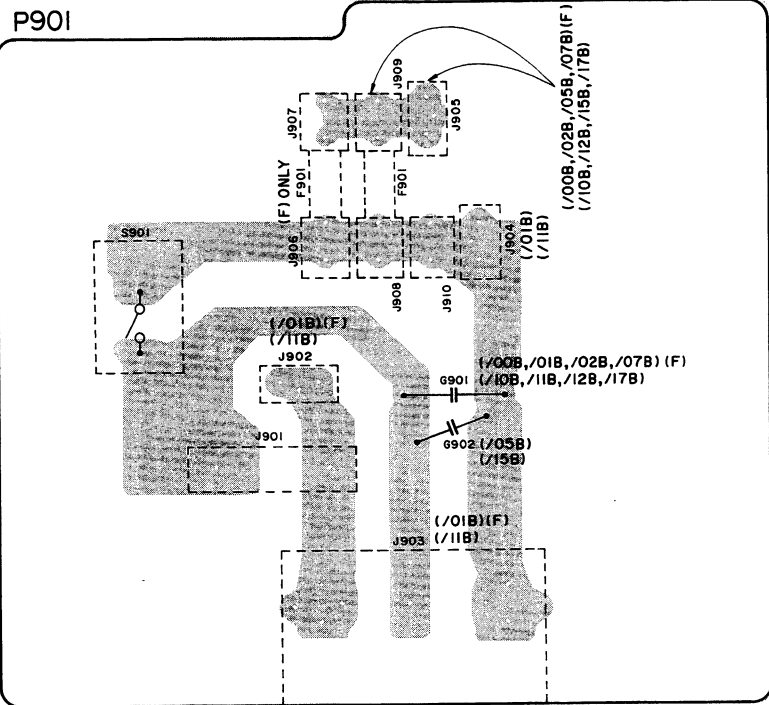 P901
J909
J907
J905
(/00B,/02B,/05B,/07B)(F)
(/10B,/12B,/15B,/17B)
(F) ONLY
F901
F901
S901
J906
J904
(/01B)
(/11B)
J908
J910
(/01B)(F)
(/11B)
J902
(/00B,/01B,/02B,/07B)(F)
G901
(/10B,/11B,/12B,/17B)
J901
G902 (/05B)
(/15B)
(/01B)(F)
J903 (/11B)